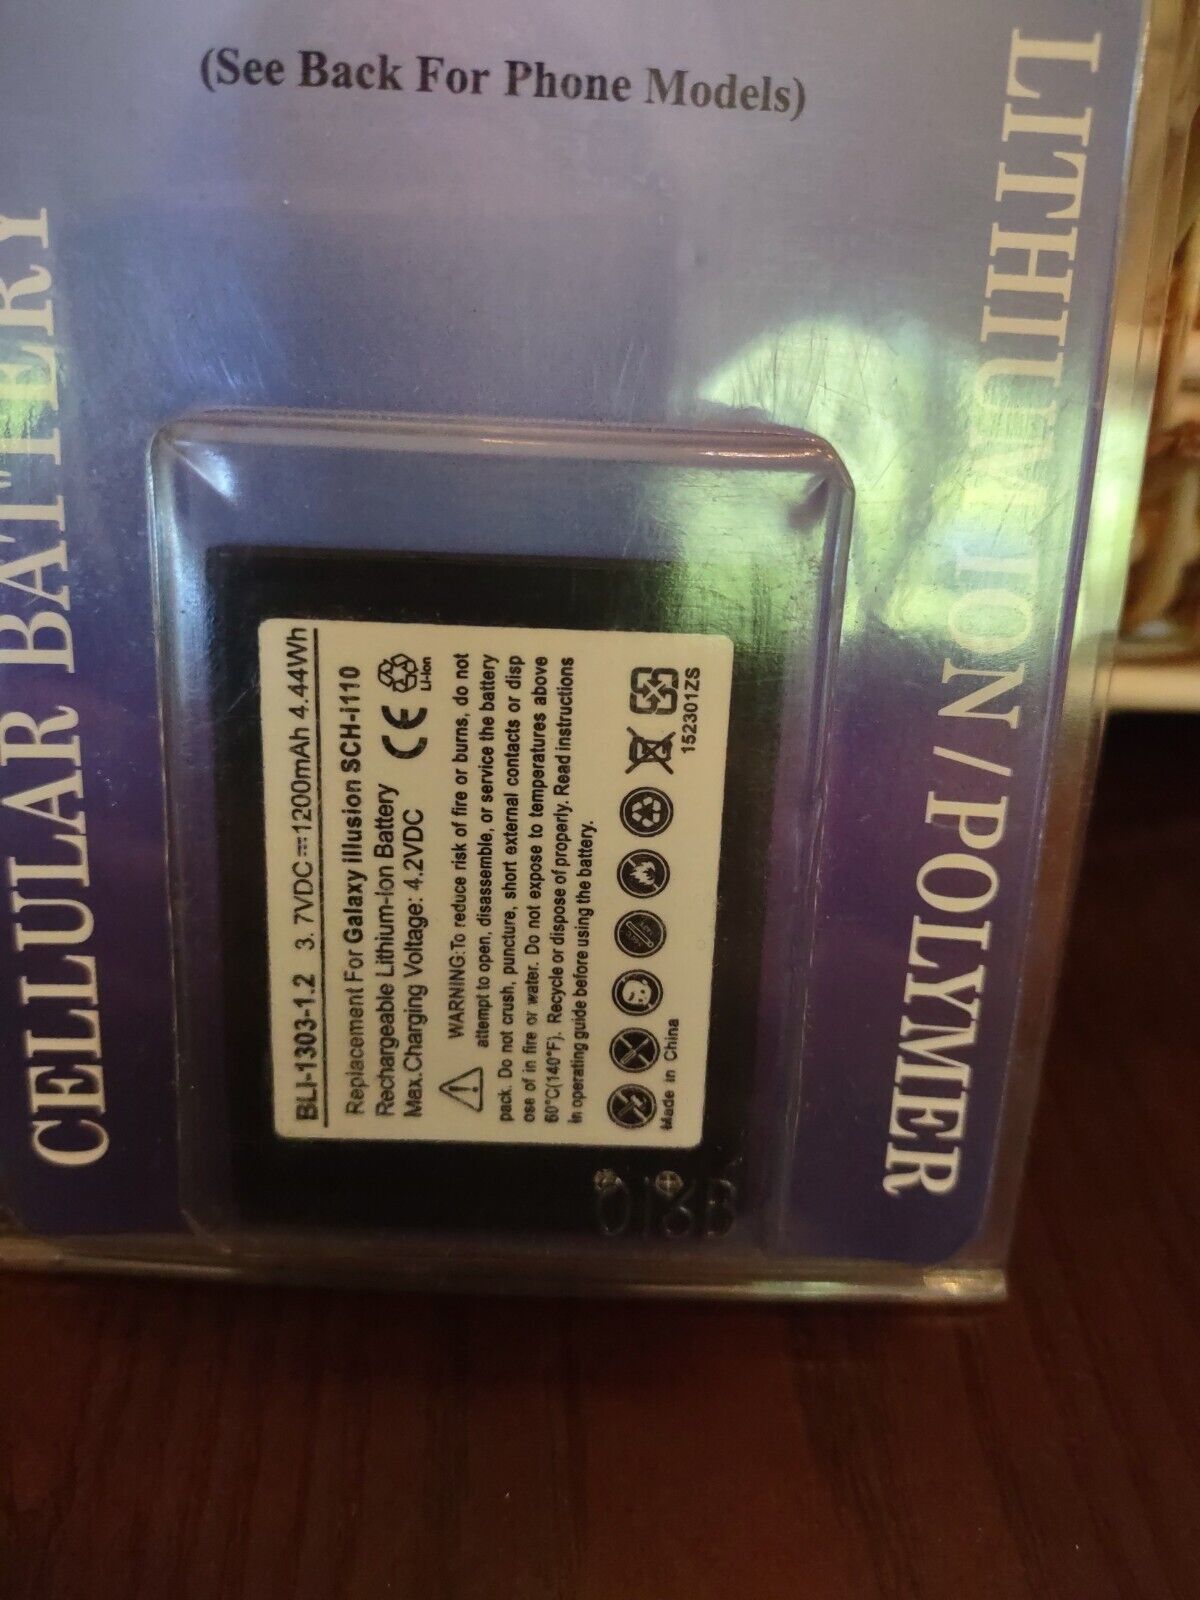 (See Back For Phone Models)
CELLULAR BATTERY
LITHIUM ION / POLYMER
BLI-1303-1.2 3.7VDC⎓1200mAh 4.44Wh
Replacement For Galaxy illusion SCH-I110
Rechargeable Lithium-Ion Battery
Max.Charging Voltage: 4.2VDC
CE
Li-ion
WARNING:To reduce risk of fire or burns, do not
attempt to open, disassemble, or service the battery
pack. Do not crush, puncture, short external contacts or disp
ose of in fire or water. Do not expose to temperatures above
60°C(140°F). Recycle or dispose of properly. Read instructions
in operating guide before using the battery.
152301ZS
Made in China